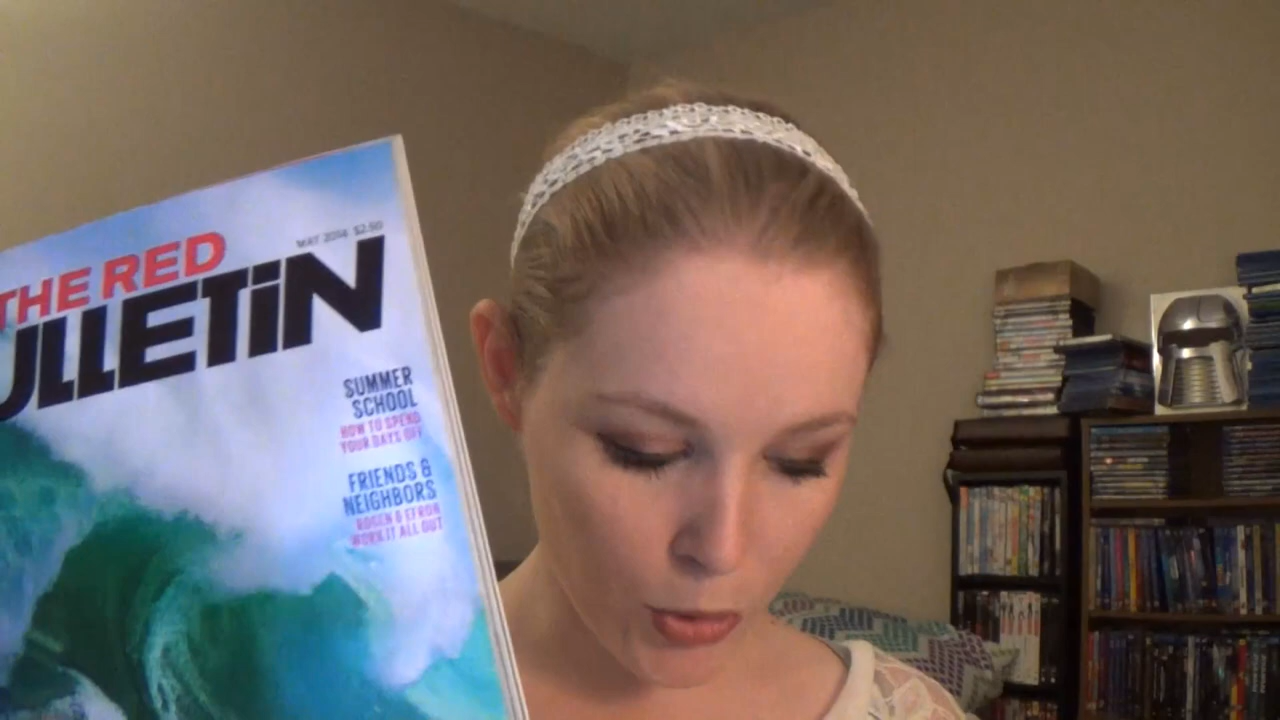 MAY 2014 $2.50
THE RED
ULLETiN
SUMMER
SCHOOL
HOW TO SPEND
YOUR DAYS OFF
FRIENDS &
NEIGHBORS
ROGEN & EFRON
WORK IT ALL OUT